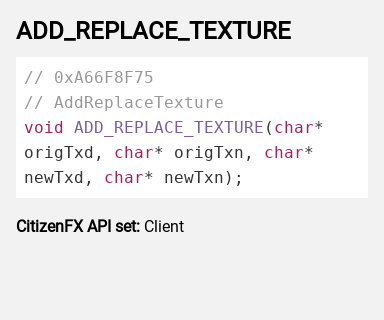 ADD_REPLACE_TEXTURE
// 0xA66F8F75
// AddReplaceTexture
void ADD_REPLACE_TEXTURE(char*
origTxd, char* origTxn, char*
newTxd, char* newTxn);
CitizenFX API set: Client